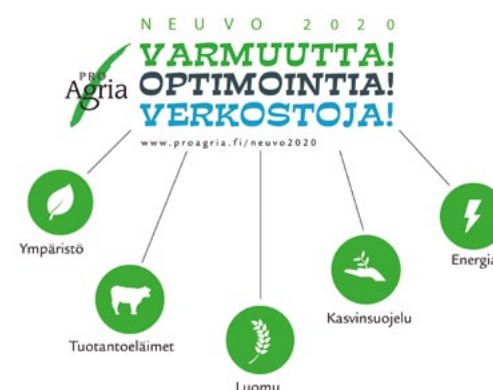 NEUVO 2020
VARMUUTTA!
PRO
Agria
OPTIMOINTIA!
VERKOSTOJA!
www.proagria.fi/neuvo2020
Ympäristö
Energia
Kasvinsuojelu
Tuotantoeläimet
Luomu